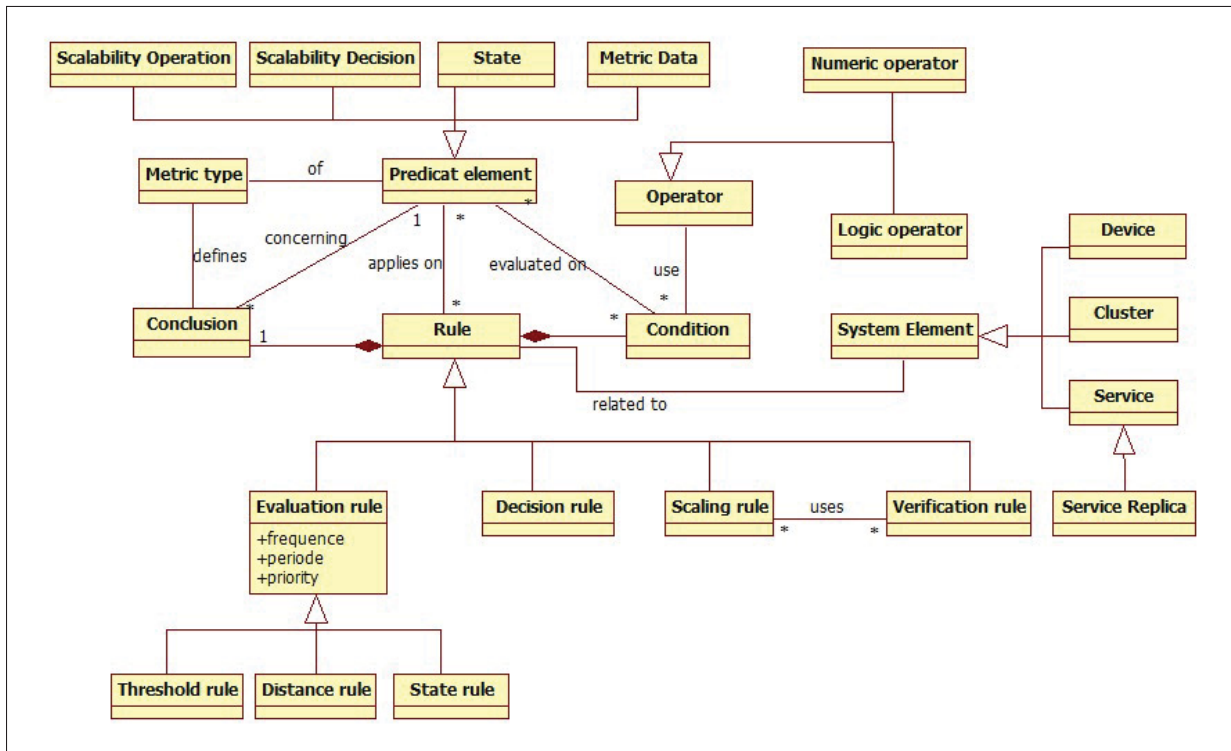 Scalability Operation
Scalability Decision
State
Metric Data
Numeric operator
Metric type
of
Predicat element
Operator
Logic operator
Device
concerning
1
*
*
defines
applies on
evaluated on
use
*
*
*
*
Conclusion
1
Rule
Condition
System Element
Cluster
related to
Service
Evaluation rule
+frequence
+periode
+priority
Decision rule
Scaling rule
uses
*
*
Verification rule
Service Replica
Threshold rule
Distance rule
State rule